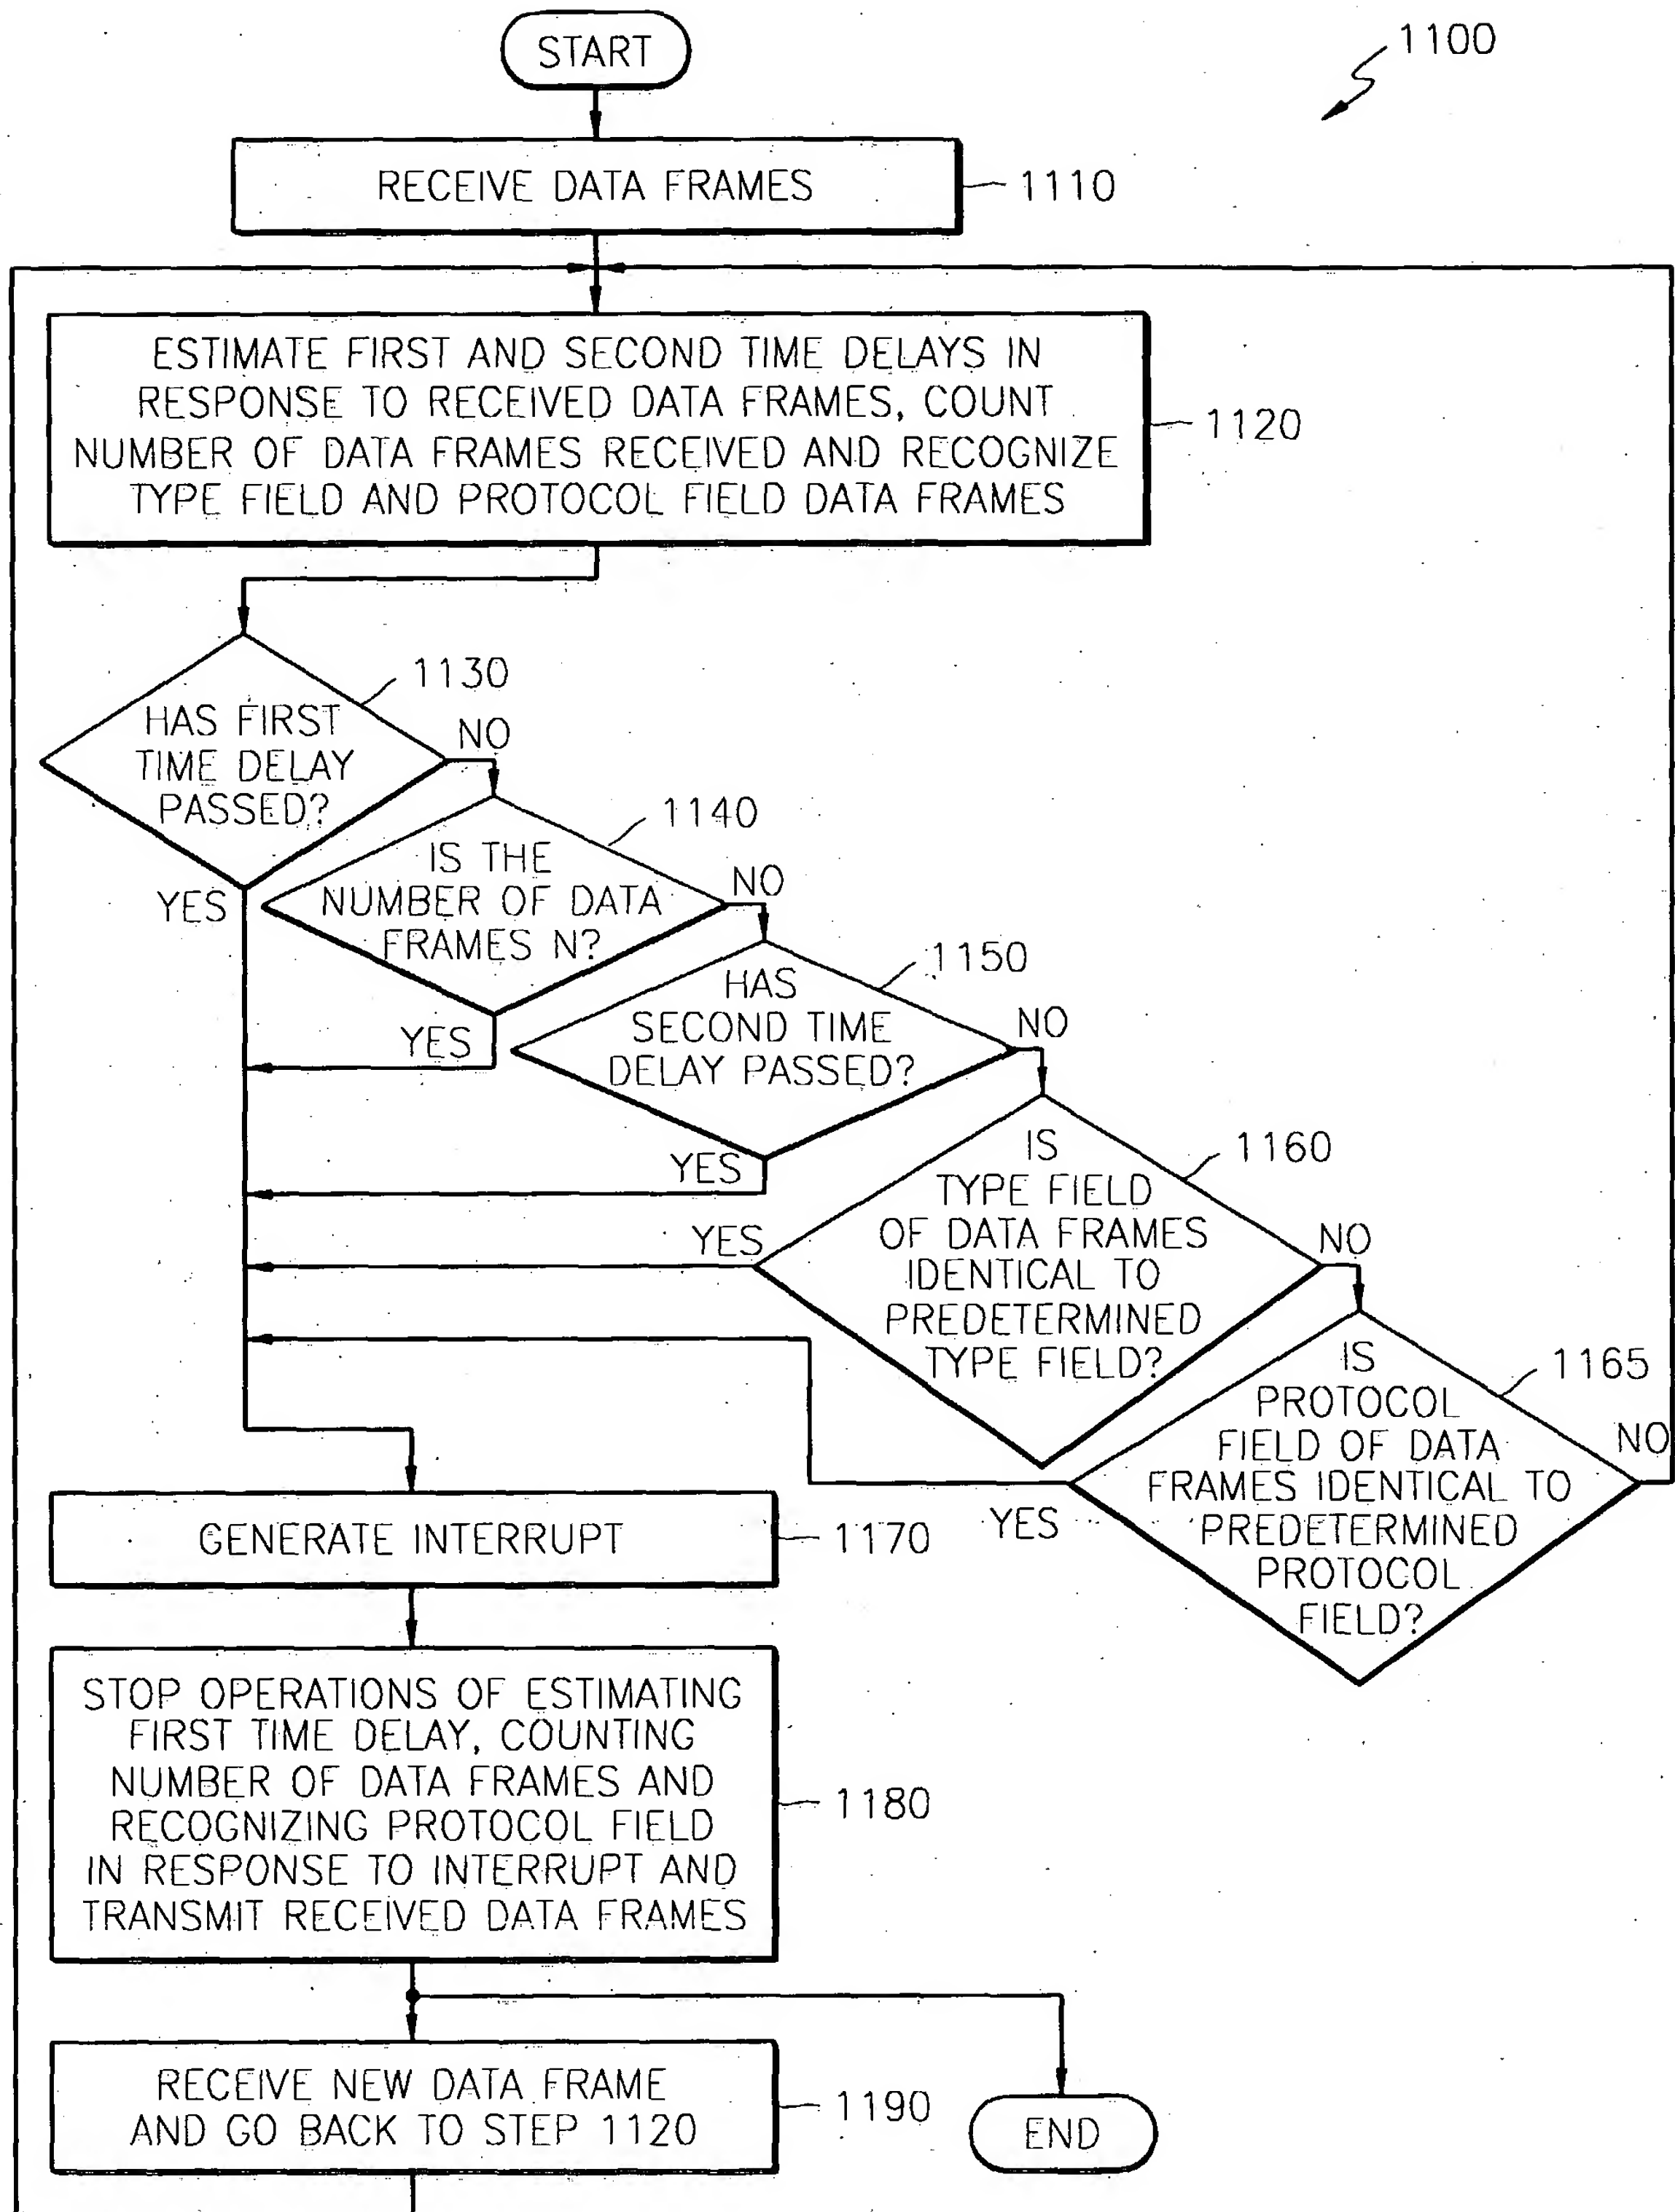 START
1100
RECEIVE DATA FRAMES
1110
ESTIMATE FIRST AND SECOND TIME DELAYS IN
RESPONSE TO RECEIVED DATA FRAMES, COUNT
NUMBER OF DATA FRAMES RECEIVED AND RECOGNIZE
TYPE FIELD AND PROTOCOL FIELD DATA FRAMES
1120
1130
HAS FIRST
TIME DELAY
PASSED?
NO
YES
1140
IS THE
NUMBER OF DATA
FRAMES N?
NO
YES
1150
HAS
SECOND TIME
DELAY PASSED?
NO
YES
1160
IS
TYPE FIELD
OF DATA FRAMES
IDENTICAL TO
PREDETERMINED
TYPE FIELD?
YES
NO
1165
IS
PROTOCOL
FIELD OF DATA
FRAMES IDENTICAL TO
PREDETERMINED
PROTOCOL
FIELD?
NO
YES
GENERATE INTERRUPT
1170
STOP OPERATIONS OF ESTIMATING
FIRST TIME DELAY, COUNTING
NUMBER OF DATA FRAMES AND
RECOGNIZING PROTOCOL FIELD
IN RESPONSE TO INTERRUPT AND
TRANSMIT RECEIVED DATA FRAMES
1180
RECEIVE NEW DATA FRAME
AND GO BACK TO STEP 1120
1190
END